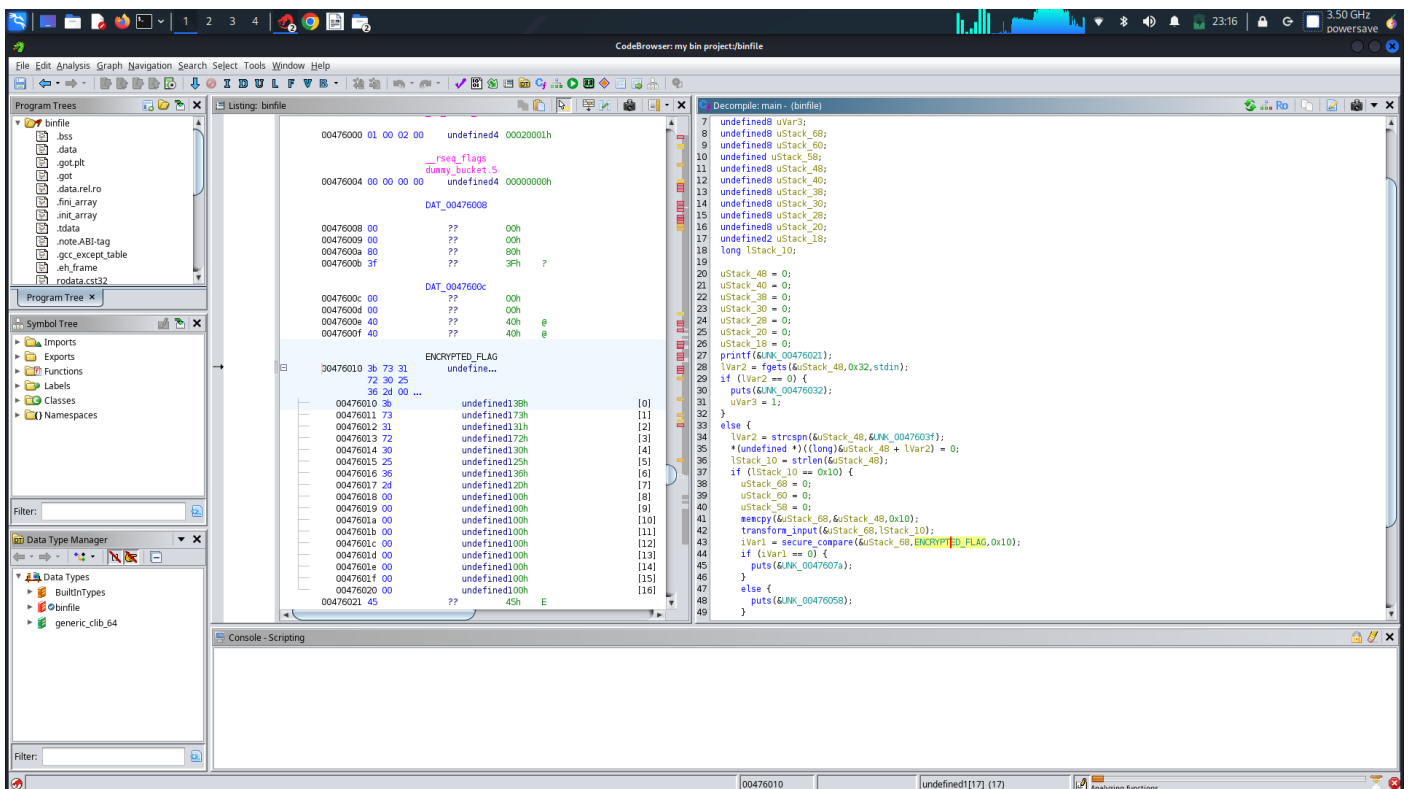 1 2 3 4
23:16
3.50 GHz
powersave
CodeBrowser: my bin project:/binfile
File Edit Analysis Graph Navigation Search Select Tools Window Help
I D U L F V B
Program Trees
binfile
.bss
.data
.got.plt
.got
.data.rel.ro
.fini_array
.init_array
.tdata
.note.ABI-tag
.gcc_except_table
.eh_frame
rodata.cst32
Program Tree ×
Symbol Tree
Imports
Exports
Functions
Labels
Classes
Namespaces
Filter:
Data Type Manager
Data Types
BuiltInTypes
binfile
generic_clib_64
Filter:
Listing: binfile
00476000 01 00 02 00 undefined4 00020001h
__rseq_flags
dummy_bucket.5
00476004 00 00 00 00 undefined4 00000000h
DAT_00476008
00476008 00 ?? 00h
00476009 00 ?? 00h
0047600a 80 ?? 80h
0047600b 3f ?? 3Fh ?
DAT_0047600c
0047600c 00 ?? 00h
0047600d 00 ?? 00h
0047600e 40 ?? 40h @
0047600f 40 ?? 40h @
ENCRYPTED_FLAG
00476010 3b 73 31 undefine...
72 30 25
36 2d 00 ...
00476010 3b undefined13Bh [0]
00476011 73 undefined173h [1]
00476012 31 undefined131h [2]
00476013 72 undefined172h [3]
00476014 30 undefined130h [4]
00476015 25 undefined125h [5]
00476016 36 undefined136h [6]
00476017 2d undefined12Dh [7]
00476018 00 undefined100h [8]
00476019 00 undefined100h [9]
0047601a 00 undefined100h [10]
0047601b 00 undefined100h [11]
0047601c 00 undefined100h [12]
0047601d 00 undefined100h [13]
0047601e 00 undefined100h [14]
0047601f 00 undefined100h [15]
00476020 00 undefined100h [16]
00476021 45 ?? 45h E
Decompile: main - (binfile)
Ro
7 undefined8 uVar3;
8 undefined8 uStack_68;
9 undefined8 uStack_60;
10 undefined uStack_58;
11 undefined8 uStack_48;
12 undefined8 uStack_40;
13 undefined8 uStack_38;
14 undefined8 uStack_30;
15 undefined8 uStack_28;
16 undefined8 uStack_20;
17 undefined2 uStack_18;
18 long lStack_10;
19
20 uStack_48 = 0;
21 uStack_40 = 0;
22 uStack_38 = 0;
23 uStack_30 = 0;
24 uStack_28 = 0;
25 uStack_20 = 0;
26 uStack_18 = 0;
27 printf(&UNK_00476021);
28 lVar2 = fgets(&uStack_48,0x32,stdin);
29 if (lVar2 == 0) {
30 puts(&UNK_00476032);
31 uVar3 = 1;
32 }
33 else {
34 lVar2 = strcspn(&uStack_48,&UNK_0047603f);
35 *(undefined *)((long)&uStack_48 + lVar2) = 0;
36 lStack_10 = strlen(&uStack_48);
37 if (lStack_10 == 0x10) {
38 uStack_68 = 0;
39 uStack_60 = 0;
40 uStack_58 = 0;
41 memcpy(&uStack_68,&uStack_48,0x10);
42 transform_input(&uStack_68,lStack_10);
43 iVar1 = secure_compare(&uStack_68,ENCRYPTED_FLAG,0x10);
44 if (iVar1 == 0) {
45 puts(&UNK_0047607a);
46 }
47 else {
48 puts(&UNK_00476058);
49 }
Console - Scripting
00476010
undefined1[17] (17)
Analyzing functions